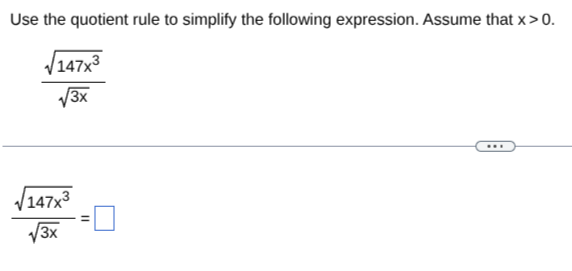 Use the quotient rule to simplify the following expression. Assume that x > 0.
√147x³
√3x
√147x³
√3x
=